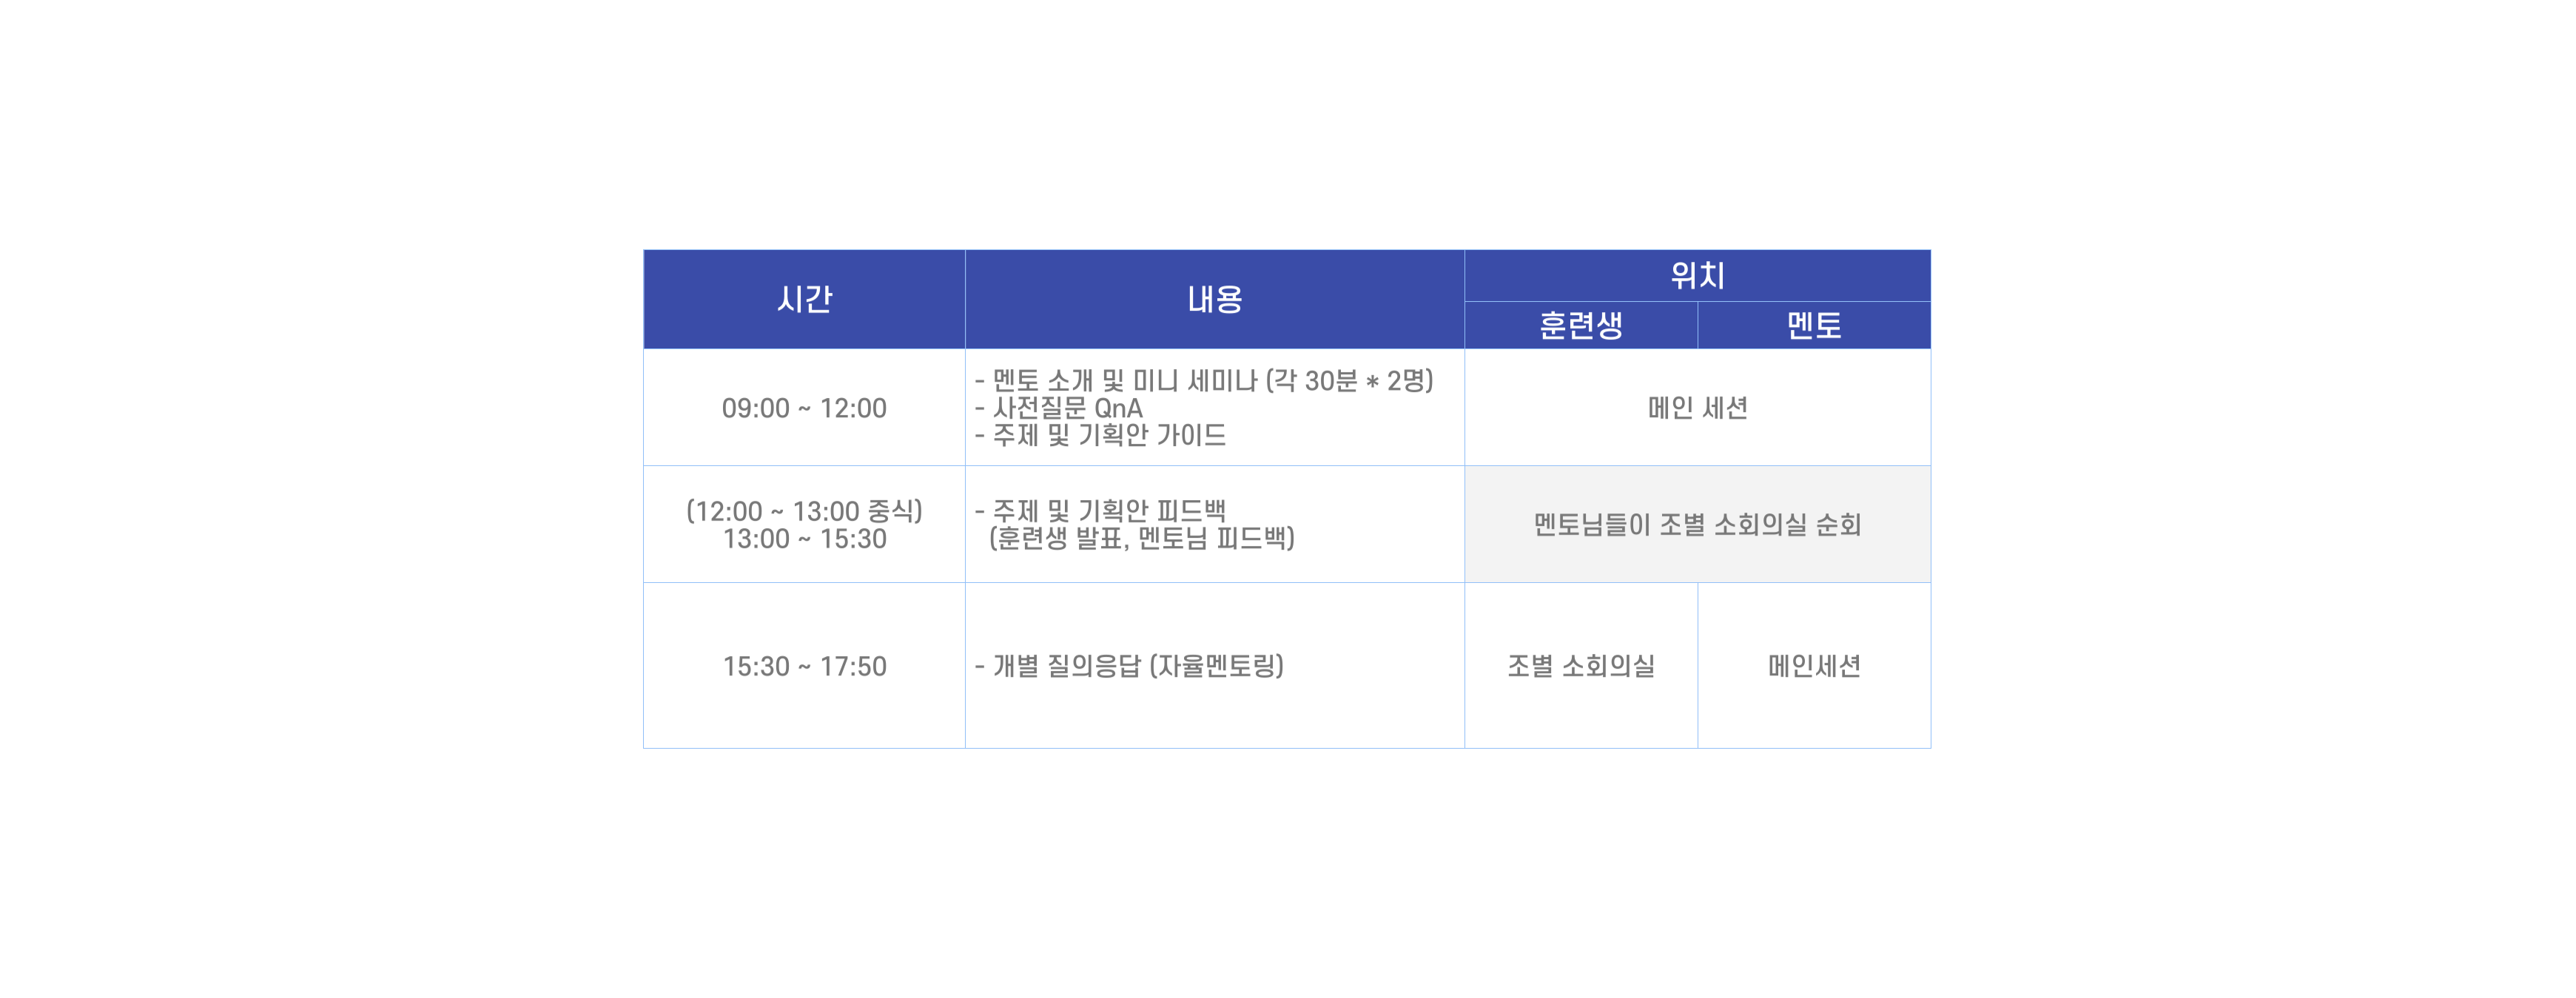 시간
내용
위치
훈련생
멘토
09:00 ~ 12:00
- 멘토 소개 및 미니 세미나 (각 30분 * 2명)
- 사전질문 QnA
- 주제 및 기획안 가이드
메인 세션
(12:00 ~ 13:00 중식)
13:00 ~ 15:30
- 주제 및 기획안 피드백
(훈련생 발표, 멘토님 피드백)
멘토님들이 조별 소회의실 순회
15:30 ~ 17:50
- 개별 질의응답 (자율멘토링)
조별 소회의실
메인세션